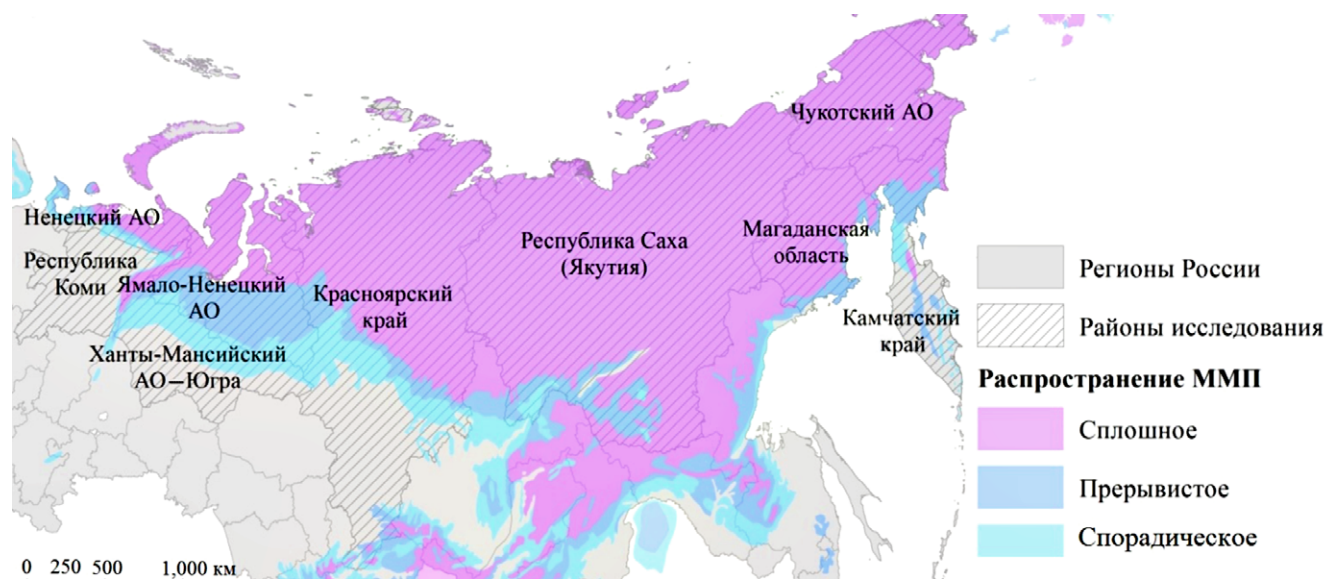 Чукотский АО
Ненецкий АО
Республика
Коми
Ямало-Ненецкий
АО
Красноярский
край
Республика Саха
(Якутия)
Магаданская
область
Камчатский
край
Ханты-Мансийский
АО–Югра
Регионы России
Районы исследования
Распространение ММП
Сплошное
Прерывистое
Спорадическое
0 250 500 1,000 км